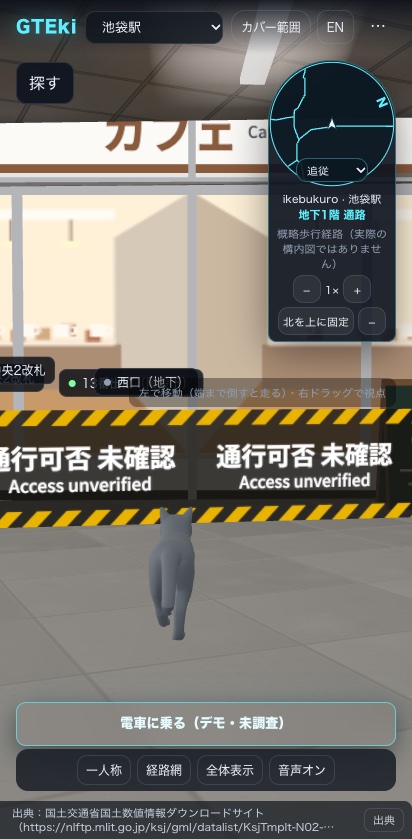 GTEki
池袋駅
カバー範囲
EN
…
探す
カフェ
Ca
N
追従
ikebukuro · 池袋駅
地下1階 通路
概略歩行経路（実際の
構内図ではありませ
ん）
− 1× +
北を上に固定 −
央2改札
西口（地下）
左で移動（端まで倒すと走る）・右ドラッグで視点
通行可否 未確認
Access unverified
通行可否 未確認
Access unverified
電車に乗る（デモ・未調査）
一人称
経路網
全体表示
音声オン
出典：国土交通省国土数値情報ダウンロードサイト
（https://nlftp.mlit.go.jp/ksj/gml/datalist/KsjTmplt-N02-…
出典